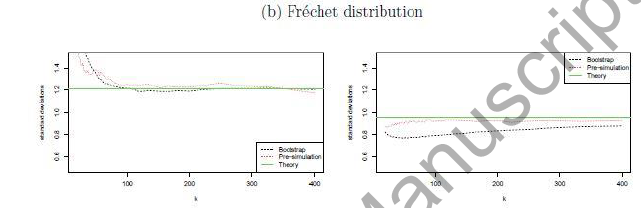 (b) Fréchet distribution
standard deviations
1.4
1.2
1.0
0.8
0.6
100
200
300
400
k
Bootstrap
Pre-simulation
Theory
standard deviations
1.4
1.2
1.0
0.8
0.6
100
200
300
400
k
Bootstrap
Pre-simulation
Theory
Manuscript